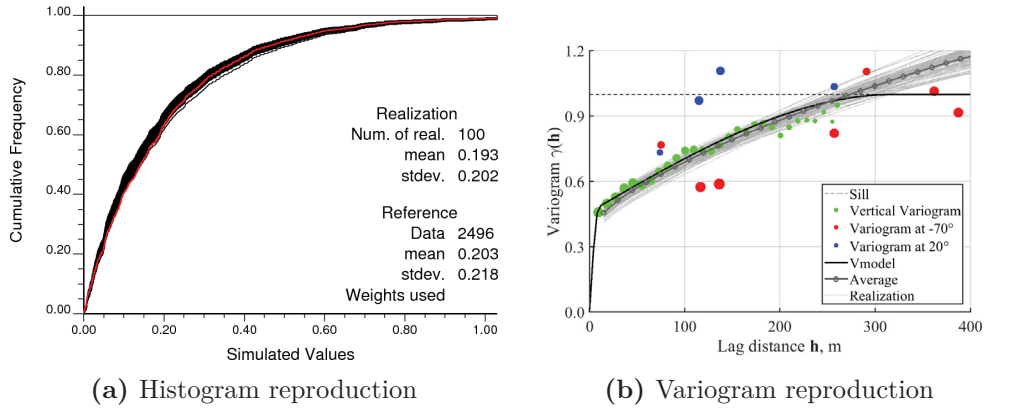 1.00
0.80
0.60
0.40
0.20
0.00
Cumulative Frequency
0.00 0.20 0.40 0.60 0.80 1.00
Simulated Values
Realization
Num. of real. 100
mean 0.193
stdev. 0.202
Reference
Data 2496
mean 0.203
stdev. 0.218
Weights used
(a) Histogram reproduction
1.2
0.9
0.6
0.3
0.0
Variogram γ(h)
0 100 200 300 400
Lag distance h, m
Sill
Vertical Variogram
Variogram at -70°
Variogram at 20°
Vmodel
Average
Realization
(b) Variogram reproduction